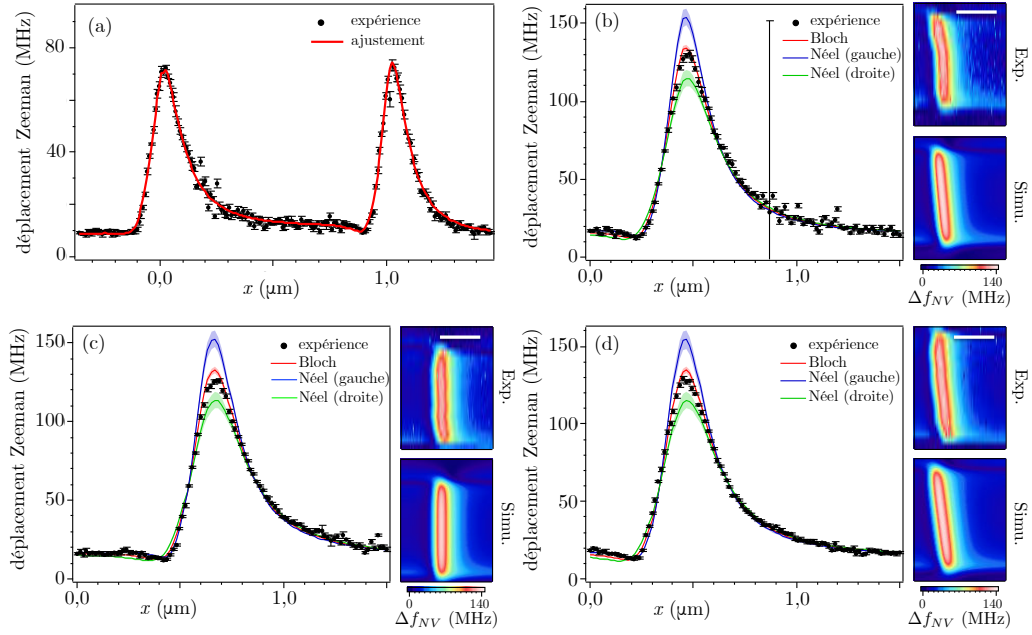 (a)
expérience
ajustement
déplacement Zeeman (MHz)
80
60
40
20
0
0,0
1,0
x (µm)
(b)
expérience
Bloch
Néel (gauche)
Néel (droite)
déplacement Zeeman (MHz)
150
100
50
0
0,0
1,0
x (µm)
Exp.
Simu.
0
140
Δf_NV (MHz)
(c)
expérience
Bloch
Néel (gauche)
Néel (droite)
déplacement Zeeman (MHz)
150
100
50
0
0,0
1,0
x (µm)
Exp.
Simu.
0
140
Δf_NV (MHz)
(d)
expérience
Bloch
Néel (gauche)
Néel (droite)
déplacement Zeeman (MHz)
150
100
50
0
0,0
1,0
x (µm)
Exp.
Simu.
0
140
Δf_NV (MHz)